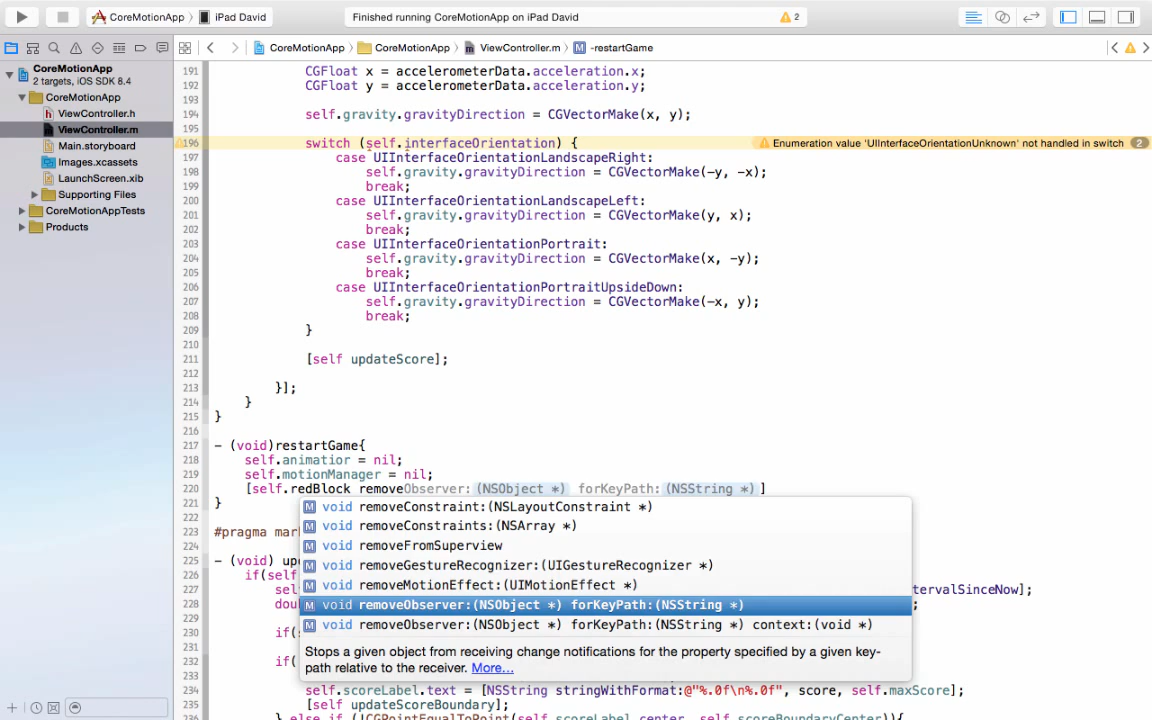 CoreMotionApp iPad David Finished running CoreMotionApp on iPad David 2
CoreMotionApp CoreMotionApp ViewController.m -restartGame
CoreMotionApp
2 targets, iOS SDK 8.4
CoreMotionApp
ViewController.h
ViewController.m
Main.storyboard
Images.xcassets
LaunchScreen.xib
Supporting Files
CoreMotionAppTests
Products
191 CGFloat x = accelerometerData.acceleration.x;
192 CGFloat y = accelerometerData.acceleration.y;
193
194 self.gravity.gravityDirection = CGVectorMake(x, y);
195
196 switch (self.interfaceOrientation) { Enumeration value 'UIInterfaceOrientationUnknown' not handled in switch 2
197 case UIInterfaceOrientationLandscapeRight:
198 self.gravity.gravityDirection = CGVectorMake(-y, -x);
199 break;
200 case UIInterfaceOrientationLandscapeLeft:
201 self.gravity.gravityDirection = CGVectorMake(y, x);
202 break;
203 case UIInterfaceOrientationPortrait:
204 self.gravity.gravityDirection = CGVectorMake(x, -y);
205 break;
206 case UIInterfaceOrientationPortraitUpsideDown:
207 self.gravity.gravityDirection = CGVectorMake(-x, y);
208 break;
209 }
210
211 [self updateScore];
212
213 }];
214 }
215 }
216
217 - (void)restartGame{
218 self.animatior = nil;
219 self.motionManager = nil;
220 [self.redBlock removeObserver:(NSObject *) forKeyPath:(NSString *)]
221 }
222 M void removeConstraint:(NSLayoutConstraint *)
M void removeConstraints:(NSArray *)
223 #pragma mar
224 M void removeFromSuperview
225 - (void) up
M void removeGestureRecognizer:(UIGestureRecognizer *)
226 if(self
227 sel M void removeMotionEffect:(UIMotionEffect *) ervalSinceNow];
228 dou M void removeObserver:(NSObject *) forKeyPath:(NSString *) ;
229 M void removeObserver:(NSObject *) forKeyPath:(NSString *) context:(void *)
230 if(
231 Stops a given object from receiving change notifications for the property specified by a given key-
232 if( path relative to the receiver. More...
234 self.scoreLabel.text = [NSString stringWithFormat:@"%.0f\n%.0f", score, self.maxScore];
235 [self updateScoreBoundary];
236 } else if (!CGPointEqualToPoint(self.scoreLabel.center, self.scoreBoundaryCenter)){